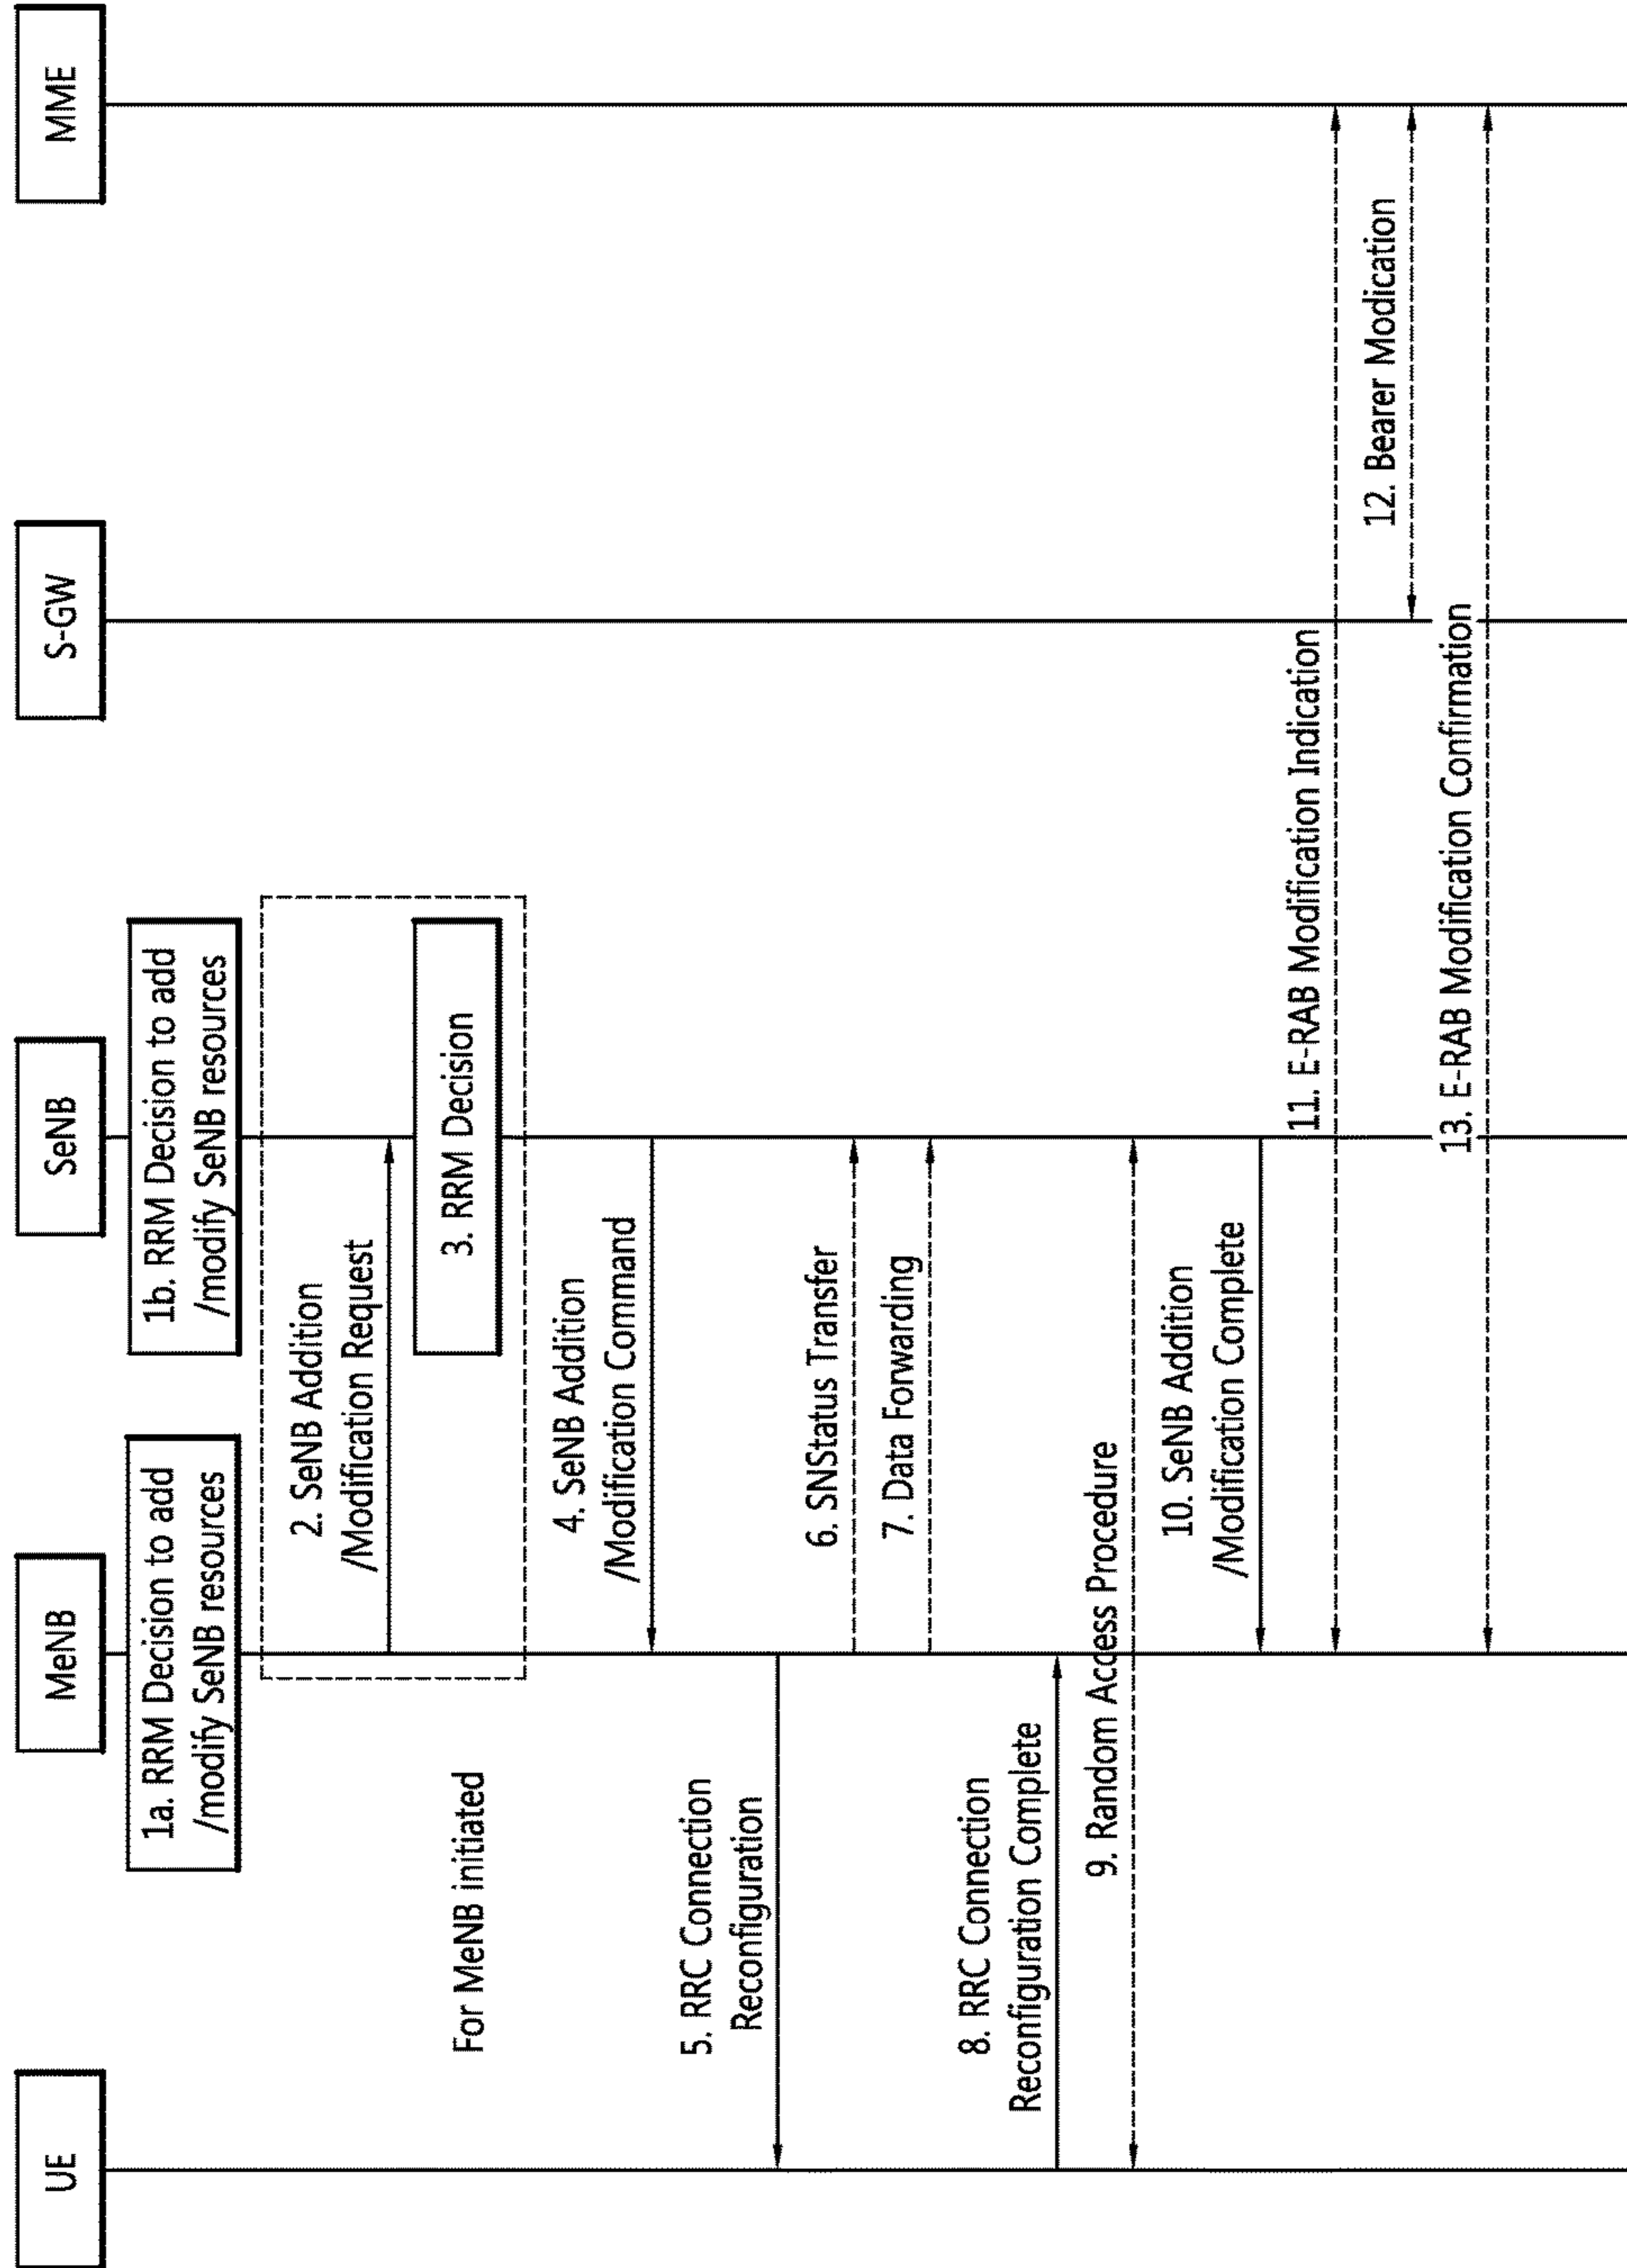 UE
MeNB
SeNB
S-GW
MME
1a. RRM Decision to add
/modify SeNB resources
1b. RRM Decision to add
/modify SeNB resources
2. SeNB Addition
/Modification Request
For MeNB initiated
3. RRM Decision
4. SeNB Addition
/Modification Command
5. RRC Connection
Reconfiguration
6. SNStatus Transfer
7. Data Forwarding
8. RRC Connection
Reconfiguration Complete
9. Random Access Procedure
10. SeNB Addition
/Modification Complete
11. E-RAB Modification Indication
12. Bearer Modication
13. E-RAB Modification Confirmation